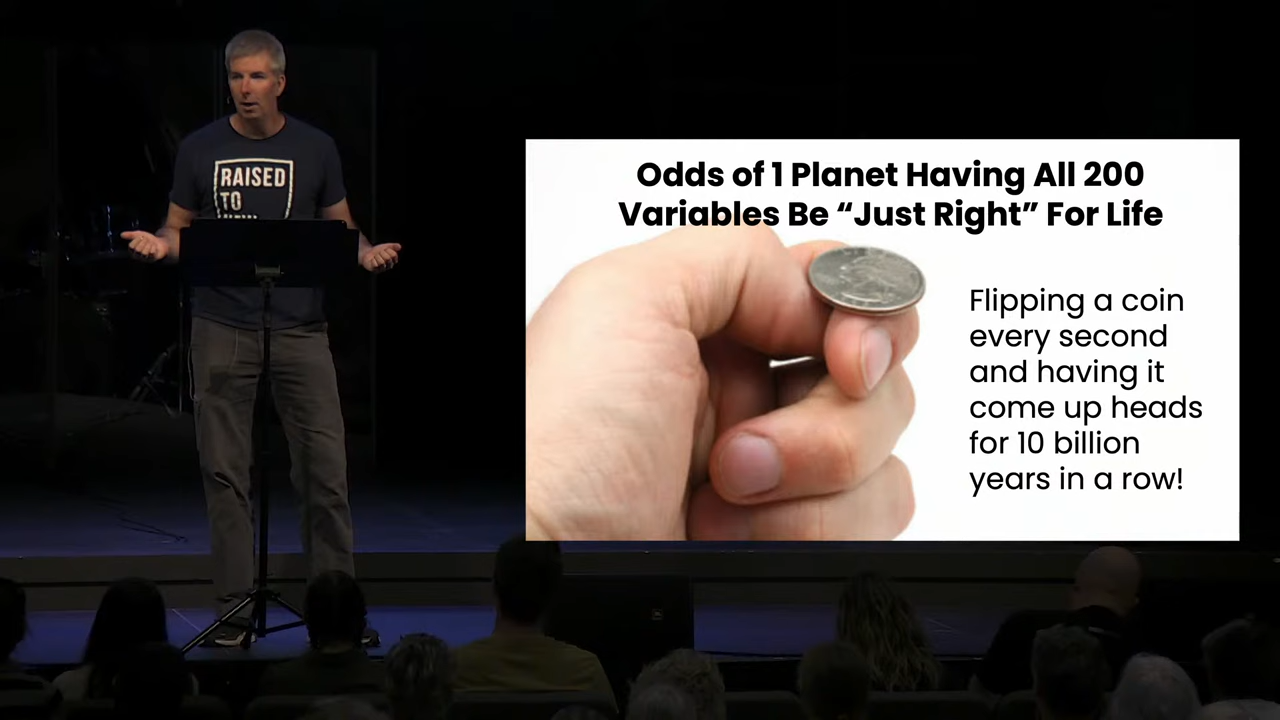 RAISED
TO
Odds of 1 Planet Having All 200
Variables Be “Just Right” For Life
Flipping a coin
every second
and having it
come up heads
for 10 billion
years in a row!